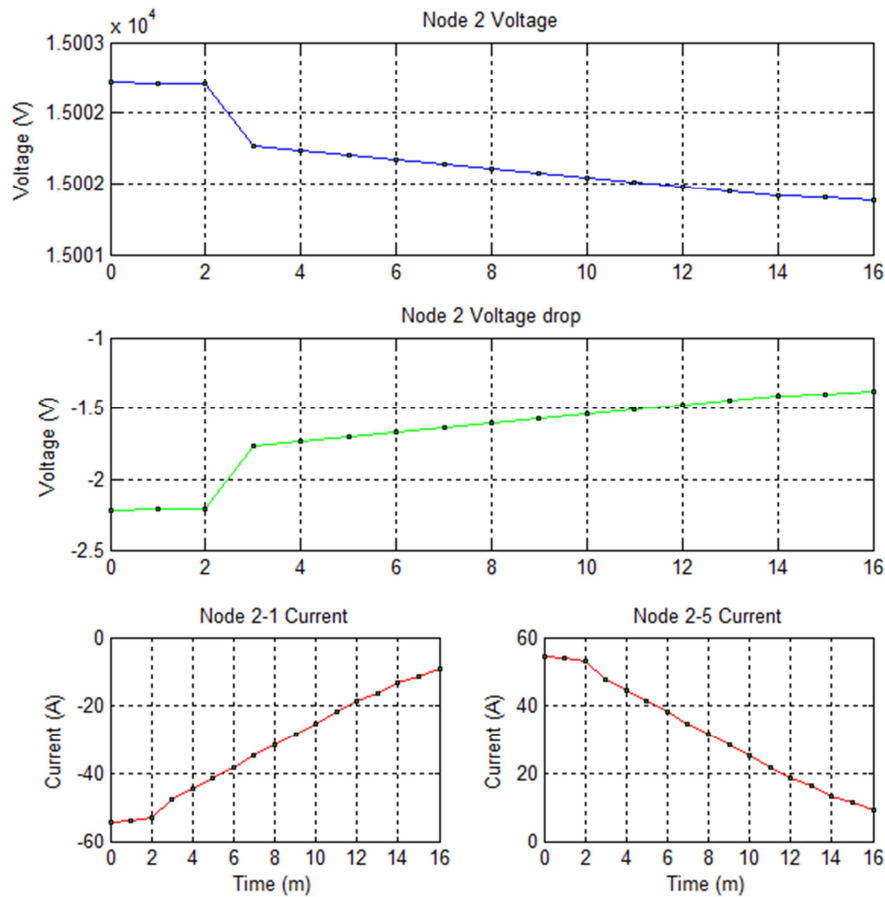 Node 2 Voltage
x 10^4
1.5003
1.5002
1.5002
1.5001
Voltage (V)
0 2 4 6 8 10 12 14 16
Node 2 Voltage drop
-1
-1.5
-2
-2.5
Voltage (V)
0 2 4 6 8 10 12 14 16
Node 2-1 Current
0
-20
-40
-60
Current (A)
0 2 4 6 8 10 12 14 16
Time (m)
Node 2-5 Current
60
40
20
0
Current (A)
0 2 4 6 8 10 12 14 16
Time (m)